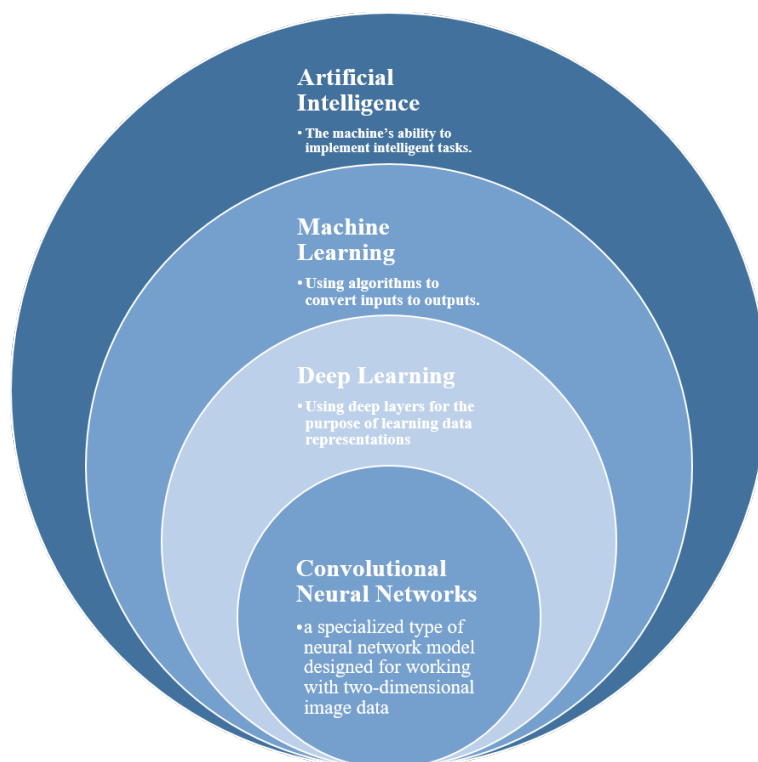 Artificial
Intelligence
• The machine’s ability to
implement intelligent tasks.
Machine
Learning
• Using algorithms to
convert inputs to outputs.
Deep Learning
• Using deep layers for the
purpose of learning data
representations
Convolutional
Neural Networks
•a specialized type of
neural network model
designed for working
with two-dimensional
image data